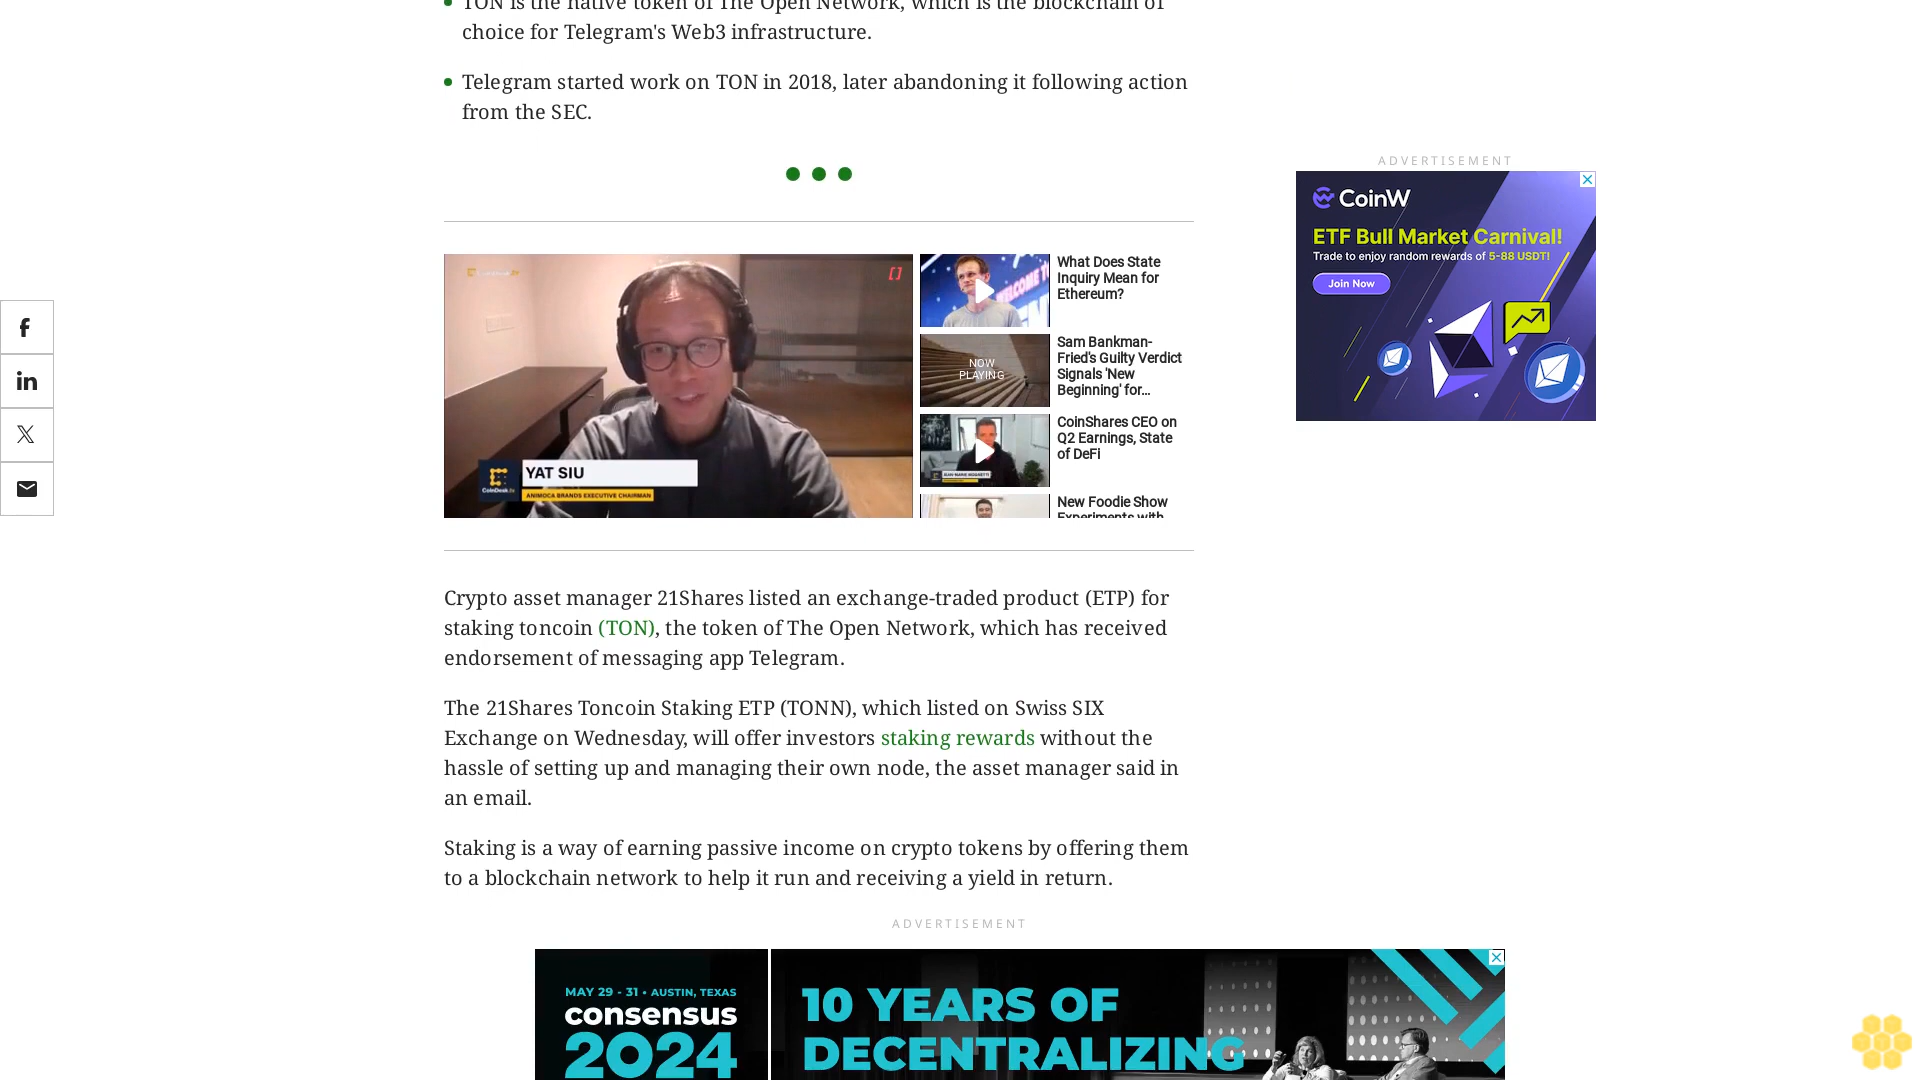 TON is the native token of The Open Network, which is the blockchain of
choice for Telegram's Web3 infrastructure.
Telegram started work on TON in 2018, later abandoning it following action
from the SEC.
ADVERTISEMENT
CoinW
ETF Bull Market Carnival!
Trade to enjoy random rewards of 5-88 USDT!
Join Now
What Does State
Inquiry Mean for
Ethereum?
NOW
PLAYING
Sam Bankman-
Fried's Guilty Verdict
Signals 'New
Beginning' for...
CoinShares CEO on
Q2 Earnings, State
of DeFi
New Foodie Show
Experiments with
YAT SIU
CoinDesk.tv
ANIMOCA BRANDS EXECUTIVE CHAIRMAN
Crypto asset manager 21Shares listed an exchange-traded product (ETP) for
staking toncoin (TON), the token of The Open Network, which has received
endorsement of messaging app Telegram.
The 21Shares Toncoin Staking ETP (TONN), which listed on Swiss SIX
Exchange on Wednesday, will offer investors staking rewards without the
hassle of setting up and managing their own node, the asset manager said in
an email.
Staking is a way of earning passive income on crypto tokens by offering them
to a blockchain network to help it run and receiving a yield in return.
ADVERTISEMENT
MAY 29 - 31 • AUSTIN, TEXAS
consensus
2024
10 YEARS OF
DECENTRALIZING